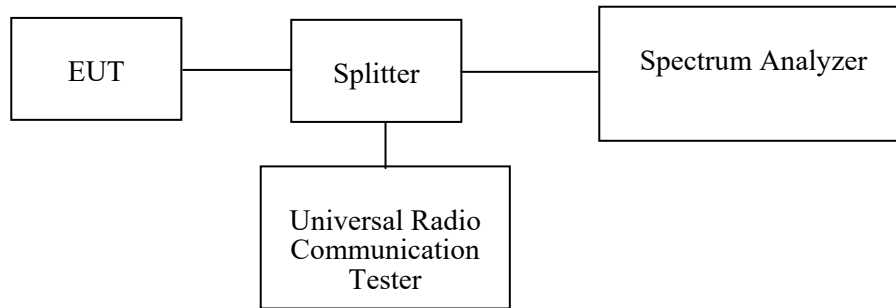 EUT
Splitter
Spectrum Analyzer
Universal Radio
Communication
Tester